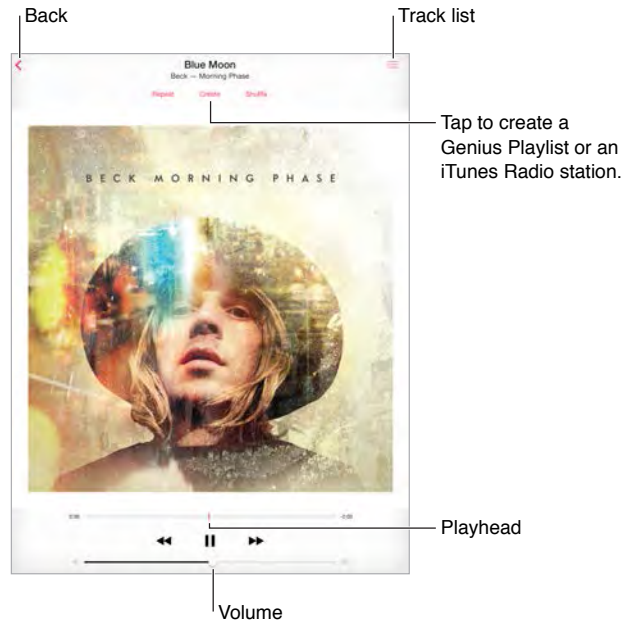 Back
Track list
Blue Moon
Beck — Morning Phase
Repeat Create Shuffle
Tap to create a
Genius Playlist or an
iTunes Radio station.
BECK MORNING PHASE
Playhead
Volume